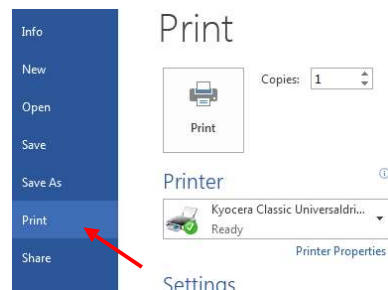 Info
New
Open
Save
Save As
Print
Share
Print
Copies: 1
Print
Printer
Kyocera Classic Universaldri...
Ready
Printer Properties
Settings